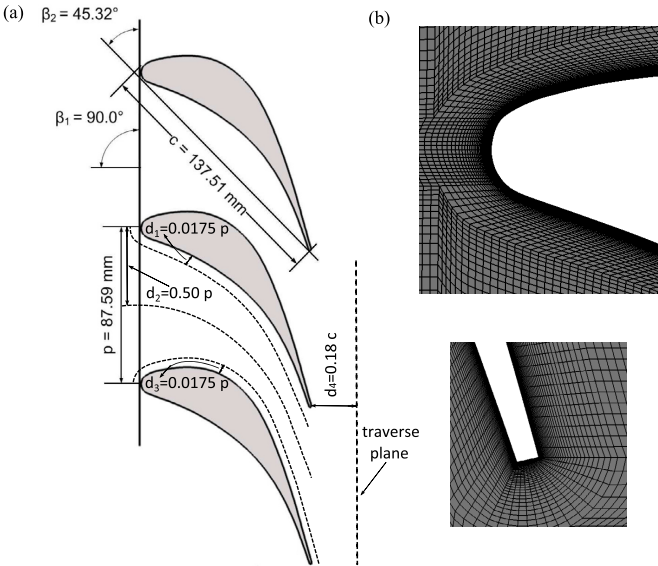 (a)
β₂ = 45.32°
β₁ = 90.0°
c = 137.51 mm
d₁=0.0175 p
d₂=0.50 p
p = 87.59 mm
d₃=0.0175 p
d₄=0.18 c
traverse
plane
(b)